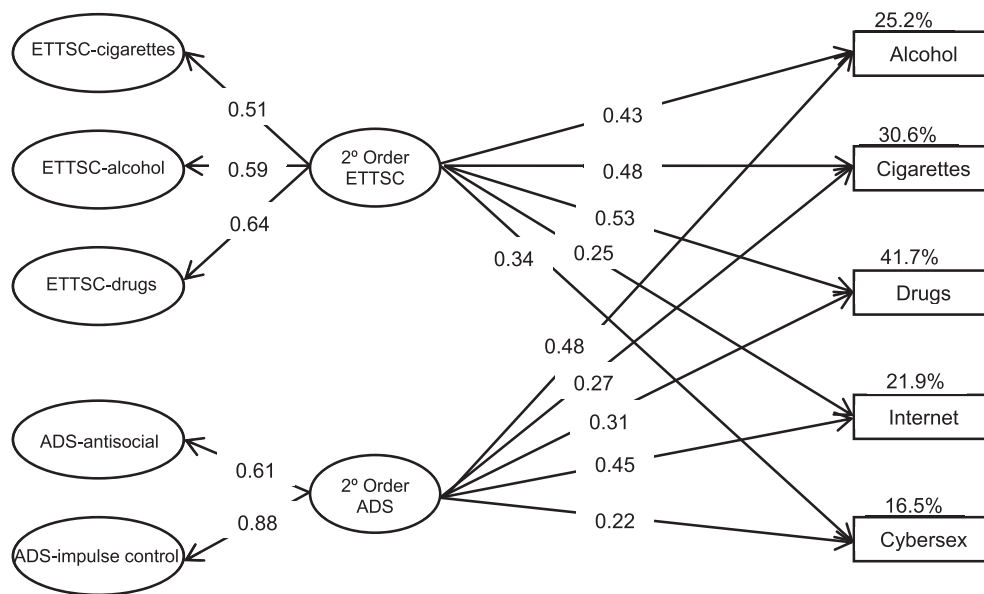 25.2%
Alcohol
ETTSC-cigarettes
0.51
0.43
30.6%
Cigarettes
ETTSC-alcohol
0.59
2º Order
ETTSC
0.48
0.53
0.64
0.34
0.25
41.7%
Drugs
ETTSC-drugs
0.48
0.27
0.31
21.9%
Internet
ADS-antisocial
0.61
0.45
2º Order
ADS
0.88
0.22
16.5%
Cybersex
ADS-impulse control